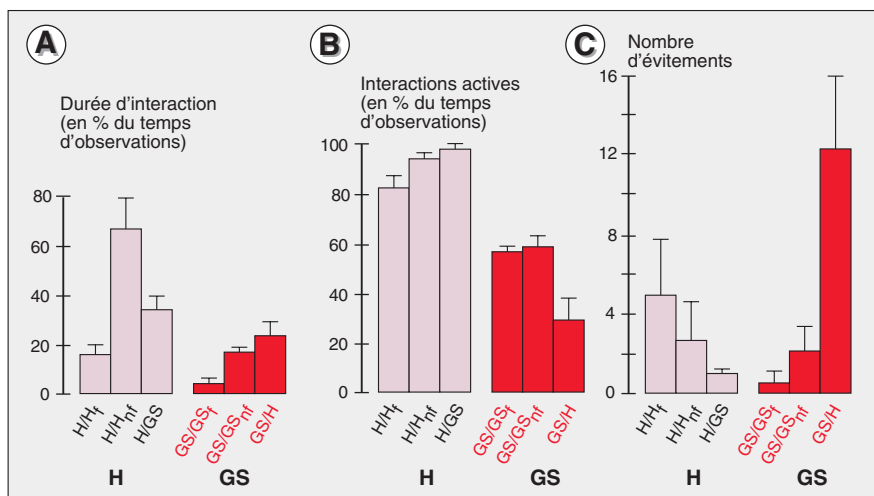 A
Durée d'interaction
(en % du temps
d'observations)
80
60
40
20
0
H/Hf
H/Hnf
H/GS
GS/GSf
GS/GSnf
GS/H
H
GS
B
Interactions actives
(en % du temps
d'observations)
100
80
60
40
20
0
H/Hf
H/Hnf
H/GS
GS/GSf
GS/GSnf
GS/H
H
GS
C
Nombre
d'évitements
16
12
8
4
0
H/Hf
H/Hnf
H/GS
GS/GSf
GS/GSnf
GS/H
H
GS